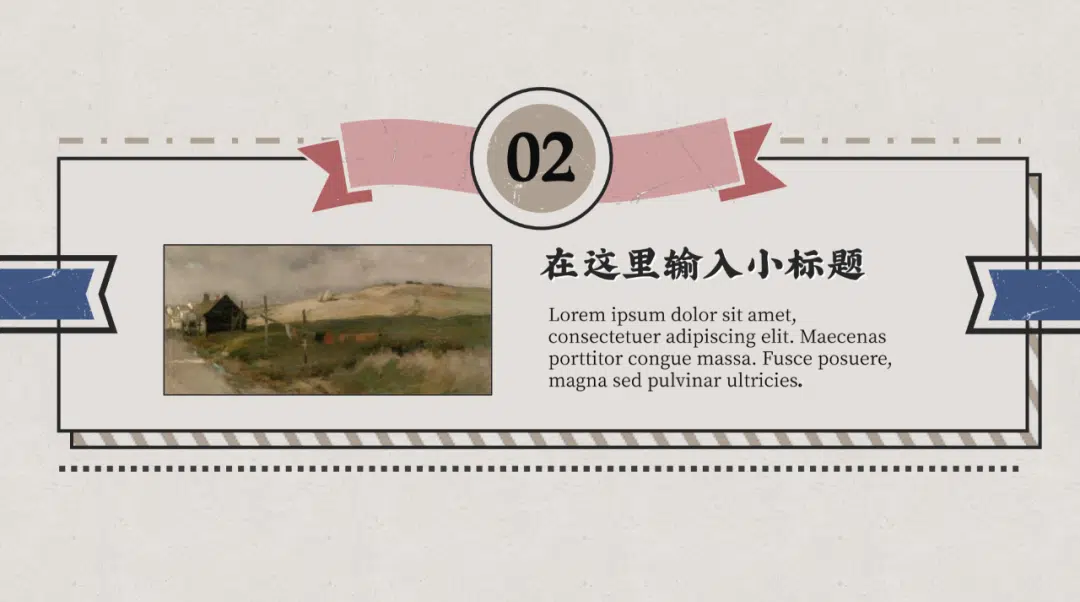 02
在这里输入小标题
Lorem ipsum dolor sit amet,
consectetuer adipiscing elit. Maecenas
porttitor congue massa. Fusce posuere,
magna sed pulvinar ultricies.